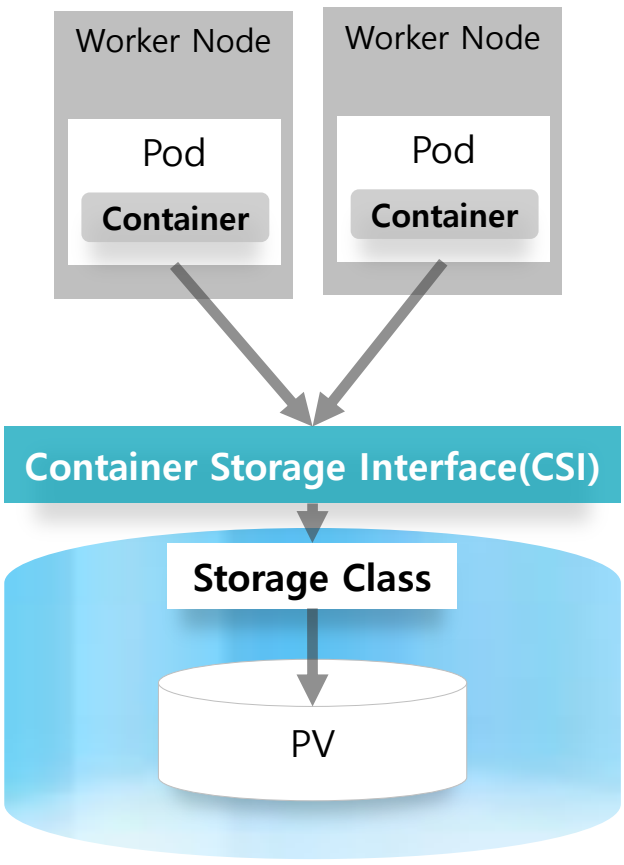 Worker Node
Pod
Container
Worker Node
Pod
Container
Container Storage Interface(CSI)
Storage Class
PV